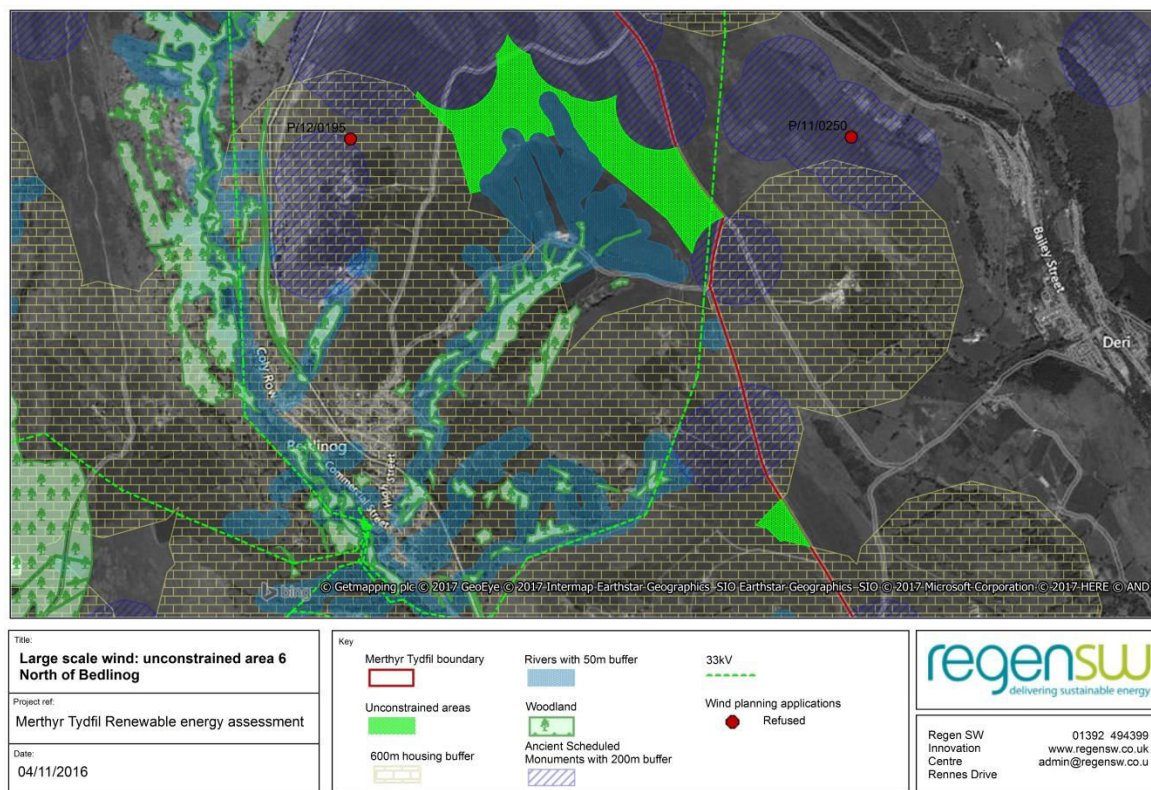 P/12/0195
P/11/0250
Bailey Street
Deri
Coly Row
Bedlinog
High Street
Commercial Street
bing
© Getmapping plc © 2017 GeoEye © 2017 Intermap Earthstar Geographics SIO Earthstar Geographics SIO © 2017 Microsoft Corporation © 2017 HERE © AND
Title:
Large scale wind: unconstrained area 6
North of Bedlinog
Project ref:
Merthyr Tydfil Renewable energy assessment
Date:
04/11/2016
Key
Merthyr Tydfil boundary
Unconstrained areas
600m housing buffer
Rivers with 50m buffer
Woodland
Ancient Scheduled
Monuments with 200m buffer
33kV
Wind planning applications
Refused
regensw
delivering sustainable energy
Regen SW 01392 494399
Innovation www.regensw.co.uk
Centre admin@regensw.co.u
Rennes Drive